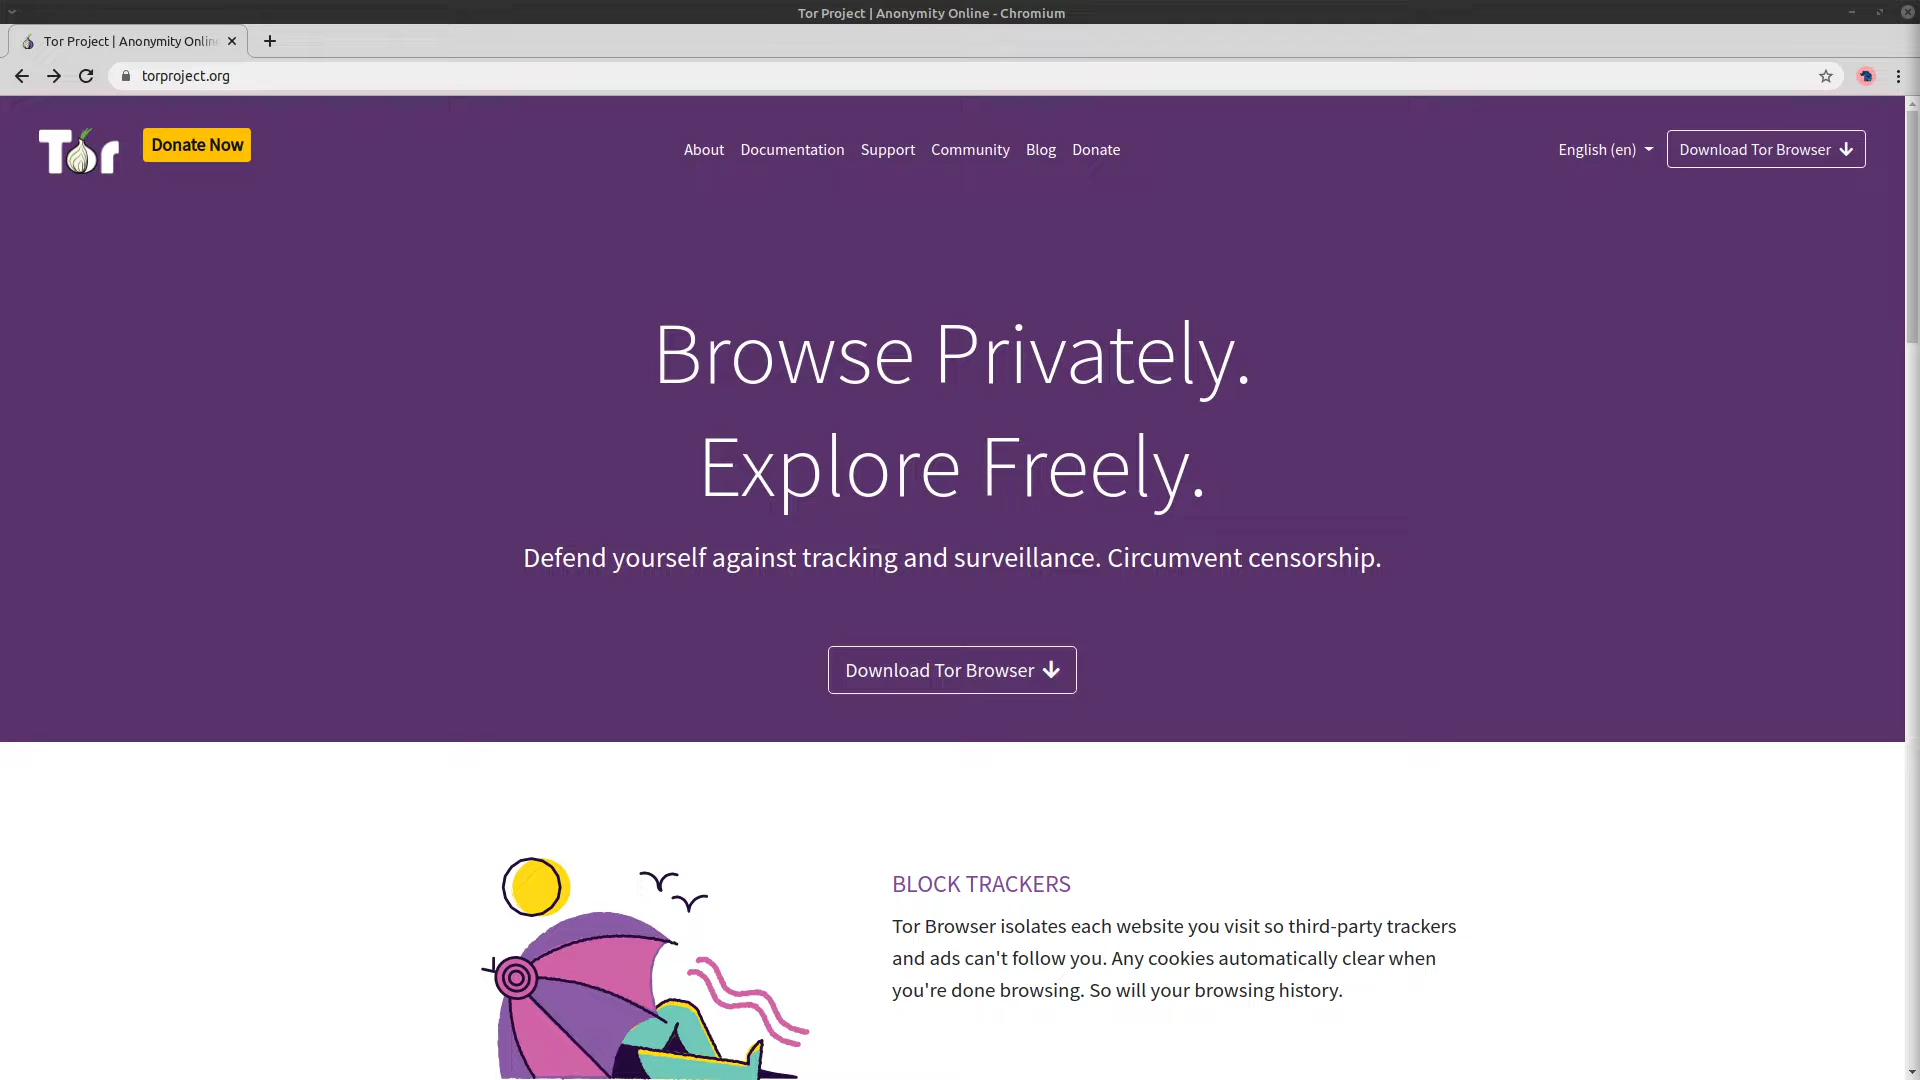 Tor Project | Anonymity Online - Chromium
Tor Project | Anonymity Onlin
torproject.org
Tor
Donate Now
About Documentation Support Community Blog Donate
English (en)
Download Tor Browser
Browse Privately.
Explore Freely.
Defend yourself against tracking and surveillance. Circumvent censorship.
Download Tor Browser
BLOCK TRACKERS
Tor Browser isolates each website you visit so third-party trackers
and ads can't follow you. Any cookies automatically clear when
you're done browsing. So will your browsing history.